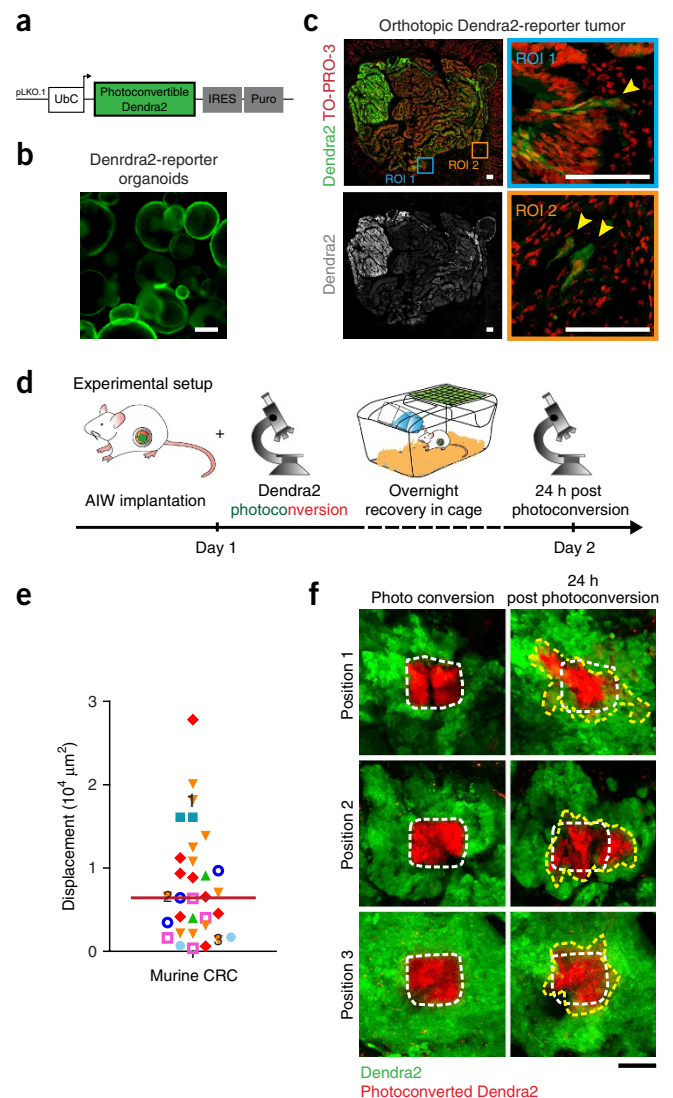 a
pLKO.1
UbC
Photoconvertible
Dendra2
IRES
Puro
b
Denrdra2-reporter
organoids
c
Orthotopic Dendra2-reporter tumor
Dendra2 TO-PRO-3
ROI 1
ROI 2
ROI 1
Dendra2
ROI 2
d
Experimental setup
+
AIW implantation
Dendra2
photoconversion
Overnight
recovery in cage
24 h post
photoconversion
Day 1
Day 2
e
Displacement (10⁴ μm²)
3
2
1
0
1
2
3
Murine CRC
f
Photo conversion
24 h
post photoconversion
Position 1
Position 2
Position 3
Dendra2
Photoconverted Dendra2